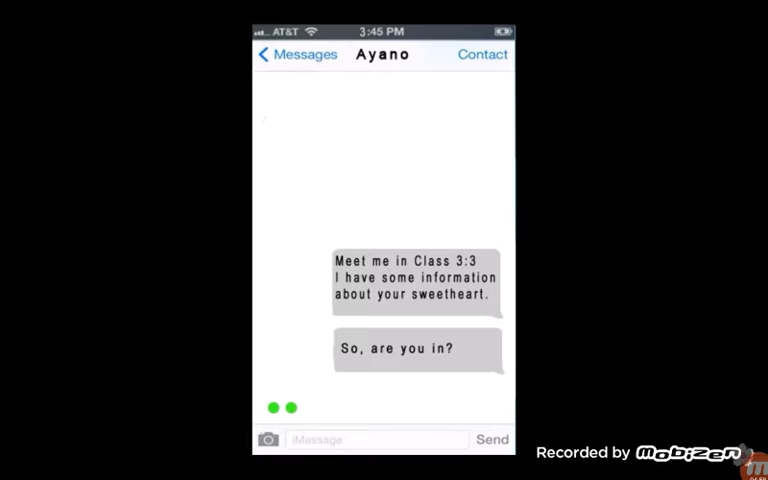 AT&T 3:45 PM
Messages Ayano Contact
Meet me in Class 3:3
I have some information
about your sweetheart.
So, are you in?
iMessage Send
Recorded by mobizen